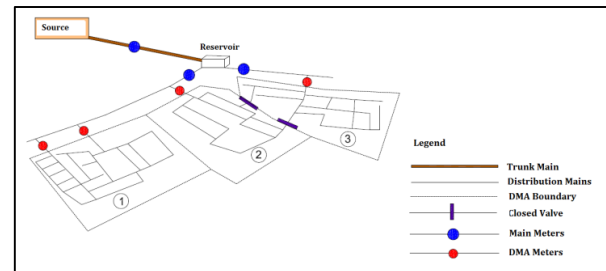 Source
Reservoir
3
2
1
Legend
Trunk Main
Distribution Mains
DMA Boundary
Closed Valve
Main Meters
DMA Meters